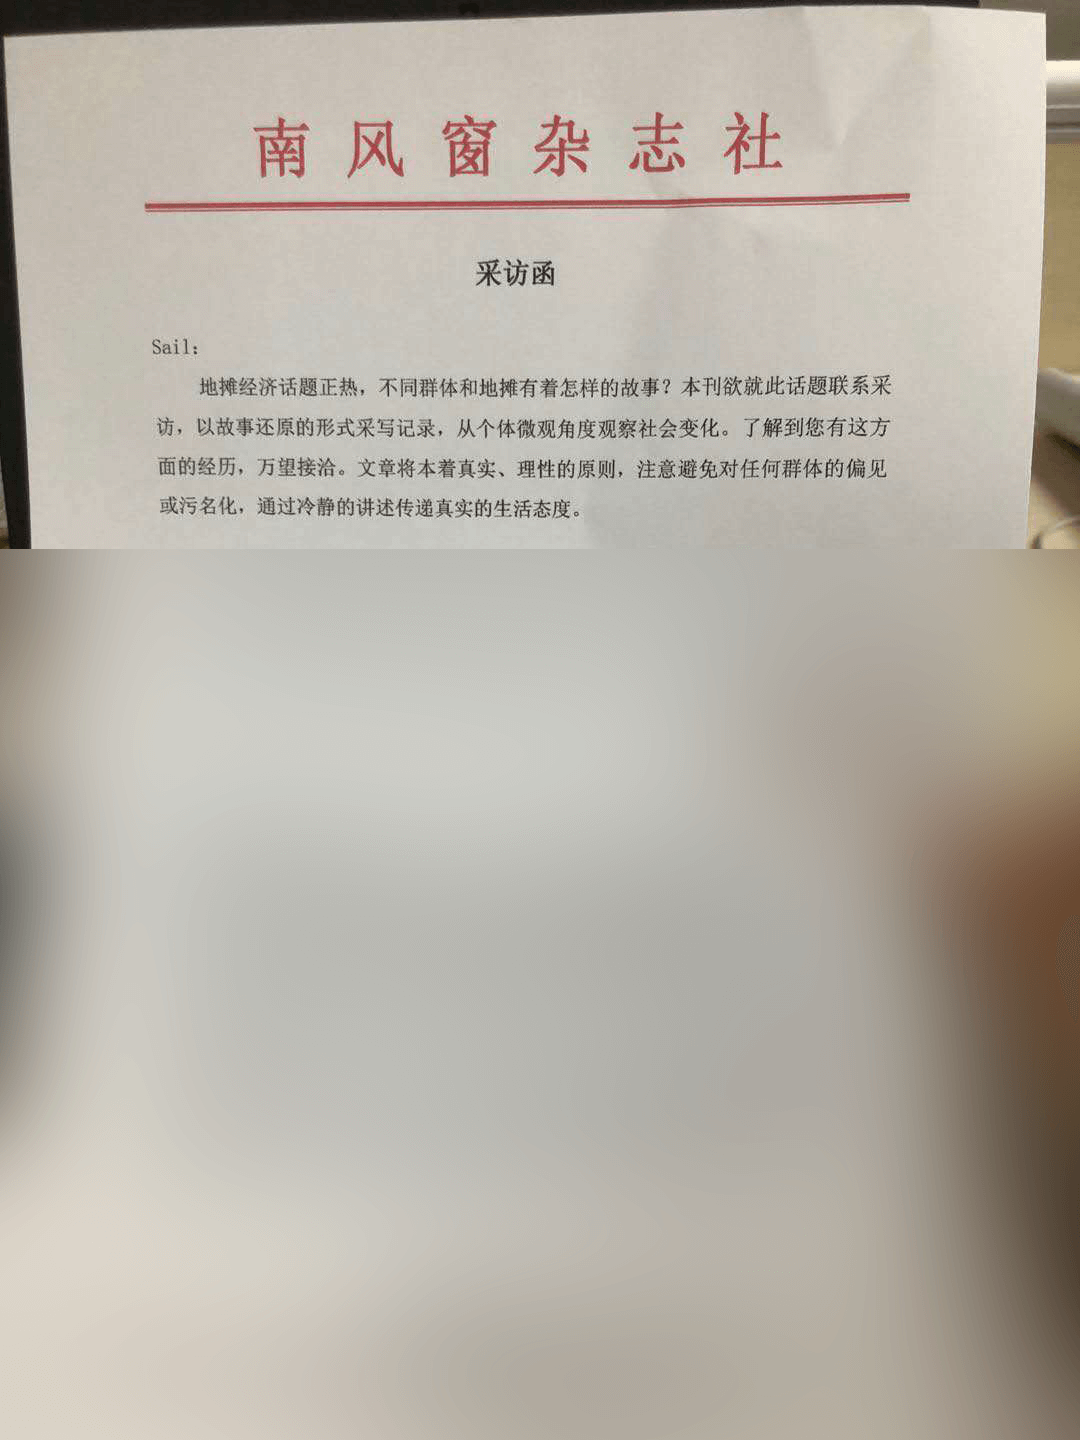 南风窗杂志社
采访函
Sail:
地摊经济话题正热，不同群体和地摊有着怎样的故事？本刊欲就此话题联系采
访，以故事还原的形式采写记录，从个体微观角度观察社会变化。了解到您有这方
面的经历，万望接洽。文章将本着真实、理性的原则，注意避免对任何群体的偏见
或污名化，通过冷静的讲述传递真实的生活态度。